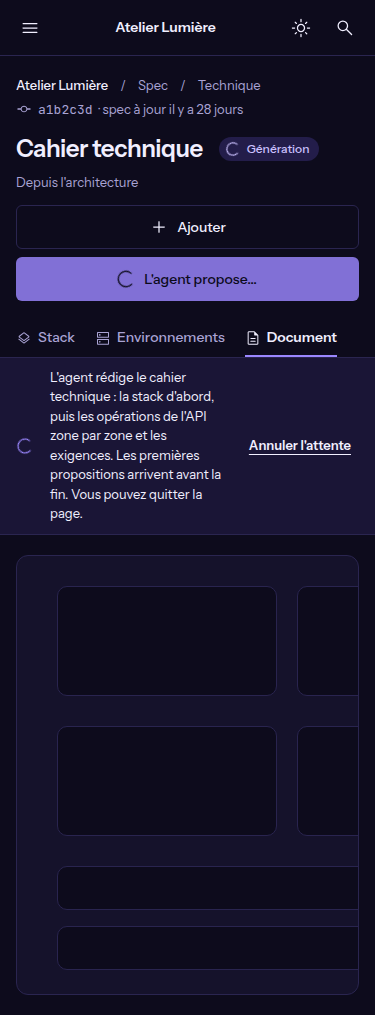 Atelier Lumière
Atelier Lumière / Spec / Technique
a1b2c3d · spec à jour il y a 28 jours
Cahier technique
Génération
Depuis l'architecture
Ajouter
L'agent propose…
Stack
Environnements
Document
L'agent rédige le cahier
technique : la stack d'abord,
puis les opérations de l'API
zone par zone et les
exigences. Les premières
propositions arrivent avant la
fin. Vous pouvez quitter la
page.
Annuler l'attente